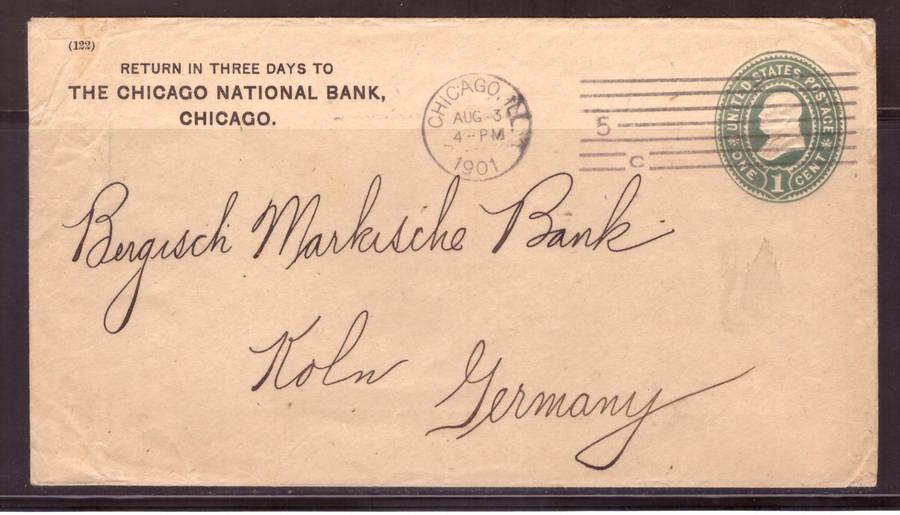 (122)
RETURN IN THREE DAYS TO
THE CHICAGO NATIONAL BANK,
CHICAGO.
CHICAGO, ILL.
AUG 3
4-PM
1901
5
C
UNITED STATES POSTAGE
ONE 1 CENT
Bergisch Markische Bank
Koln
Germany